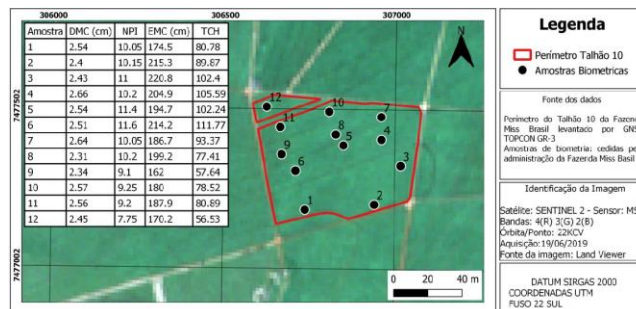 306000 306500 307000
7477502
7477002
Amostra DMC (cm) NPI EMC (cm) TCH
1 2.54 10.05 174.5 80.78
2 2.4 10.15 215.3 89.87
3 2.43 11 220.8 102.4
4 2.66 10.2 204.9 105.59
5 2.54 11.4 194.7 102.24
6 2.51 11.6 214.2 111.77
7 2.64 10.05 186.7 93.37
8 2.31 10.2 199.2 77.41
9 2.34 9.1 162 57.64
10 2.57 9.25 180 78.52
11 2.56 9.2 187.9 80.89
12 2.45 7.75 170.2 56.53
12
10
7
11
8
4
5
9
6
3
1
2
0 20 40 m
Legenda
Perímetro Talhão 10
Amostras Biometricas
Fonte dos dados
Perímetro do Talhão 10 da Fazend
Miss Brasil levantado por GNS
TOPCON GR-3
Amostras de biometria: cedidas pe
administração da Fazerda Miss Brasil
Identificação da Imagem
Satélite: SENTINEL 2 - Sensor: MS
Bandas: 4(R) 3(G) 2(B)
Órbita/Ponto: 22KCV
Aquisição:19/06/2019
Fonte da imagem: Land Viewer
DATUM SIRGAS 2000
COORDENADAS UTM
FUSO 22 SUL